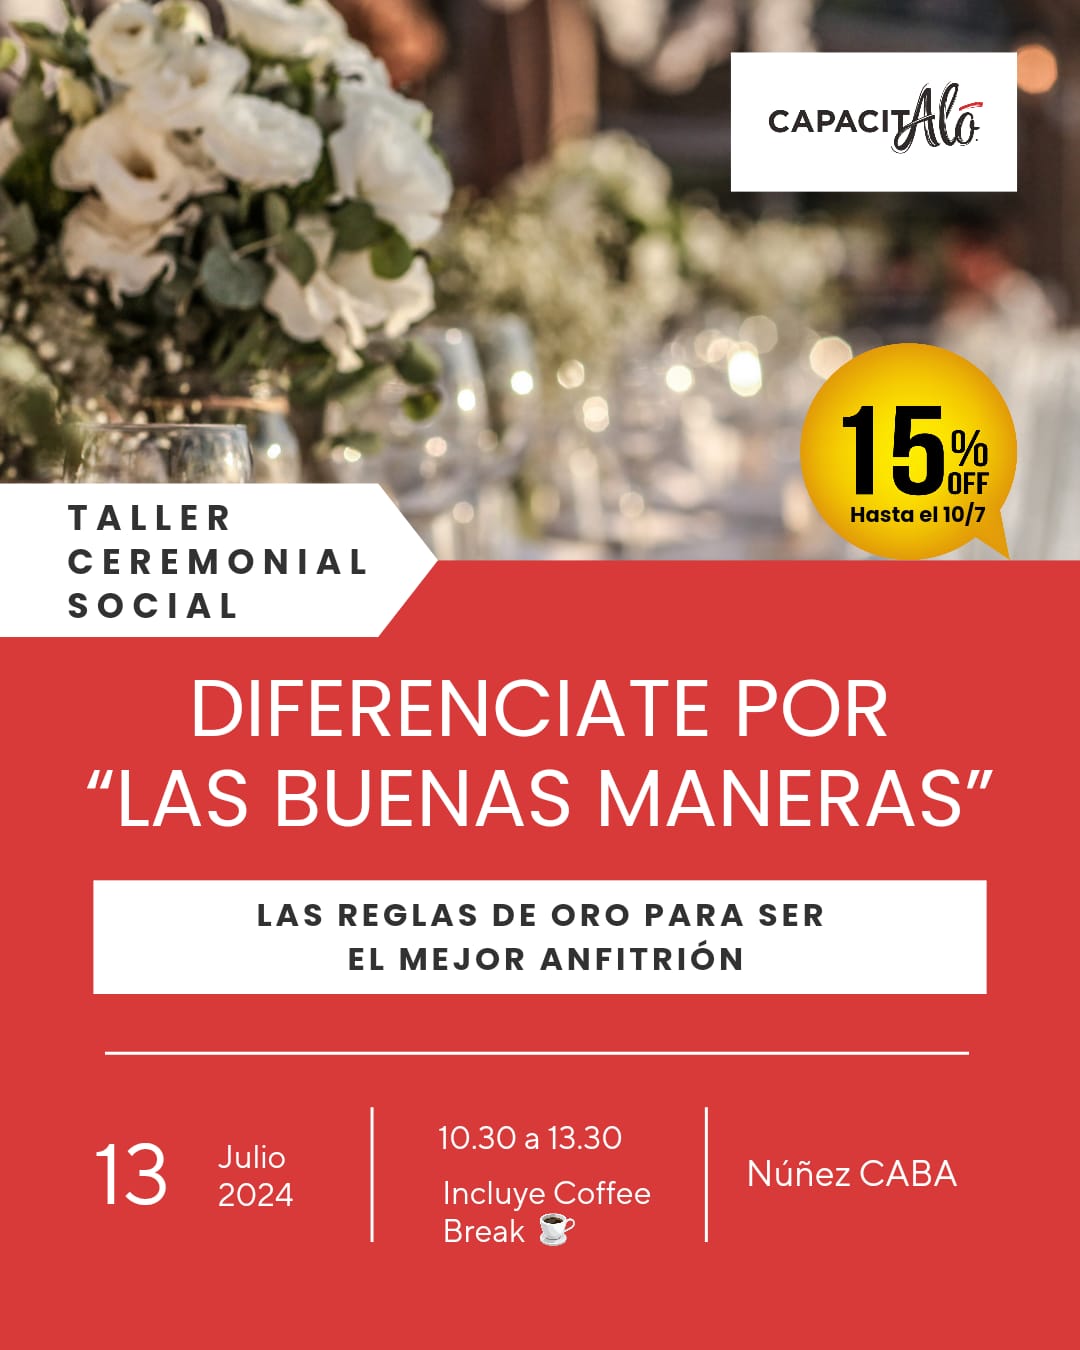 CAPACITAló.
15% OFF
Hasta el 10/7
TALLER
CEREMONIAL
SOCIAL
DIFERENCIATE POR
“LAS BUENAS MANERAS”
LAS REGLAS DE ORO PARA SER
EL MEJOR ANFITRIÓN
13
Julio
2024
10.30 a 13.30
Incluye Coffee
Break
Núñez CABA